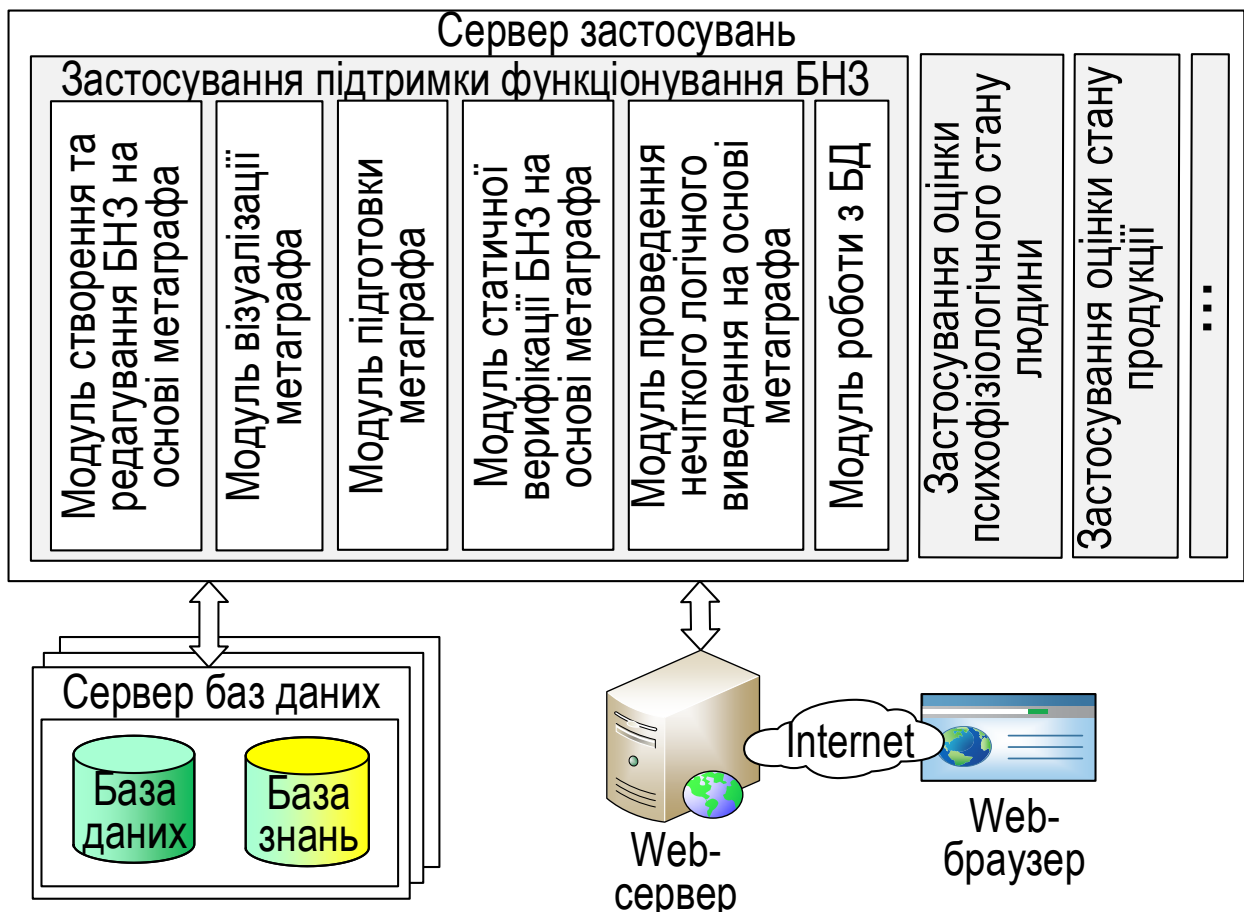 Сервер застосувань
Застосування підтримки функціонування БНЗ
Модуль створення та
редагування БНЗ на
основі метаграфа
Модуль візуалізації
метаграфа
Модуль підготовки
метаграфа
Модуль статичної
верифікації БНЗ на
основі метаграфа
Модуль проведення
нечіткого логічного
виведення на основі
метаграфа
Модуль роботи з БД
Застосування оцінки
психофізіологічного стану
людини
Застосування оцінки стану
продукції
...
Сервер баз даних
База
даних
База
знань
Internet
Web-
сервер
Web-
браузер